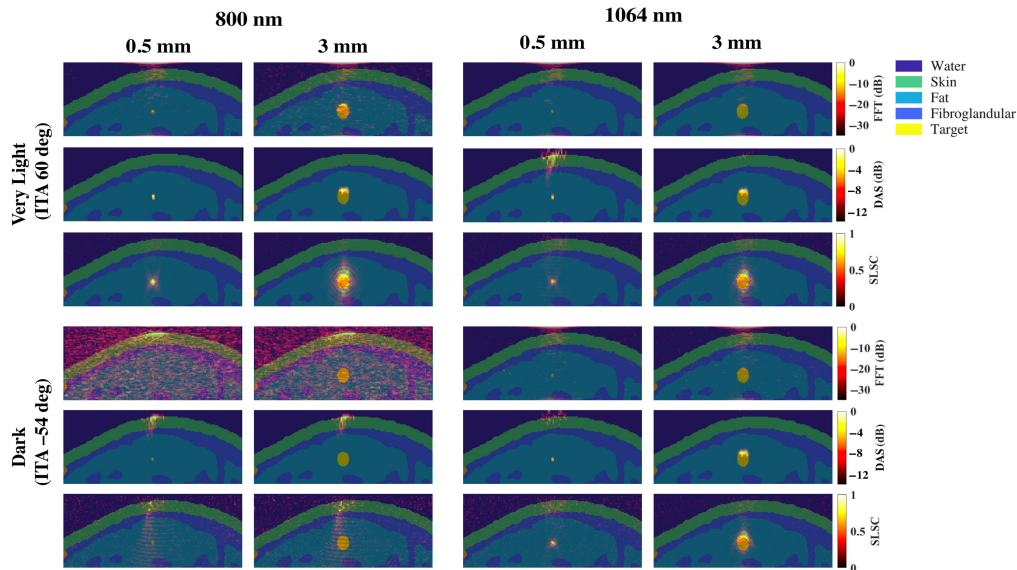 800 nm
1064 nm
0.5 mm
3 mm
0.5 mm
3 mm
Very Light
(ITA 60 deg)
0
−10
−20
−30
FFT (dB)
0
−4
−8
−12
DAS (dB)
1
0.5
0
SLSC
Water
Skin
Fat
Fibroglandular
Target
Dark
(ITA −54 deg)
0
−10
−20
−30
FFT (dB)
0
−4
−8
−12
DAS (dB)
1
0.5
0
SLSC